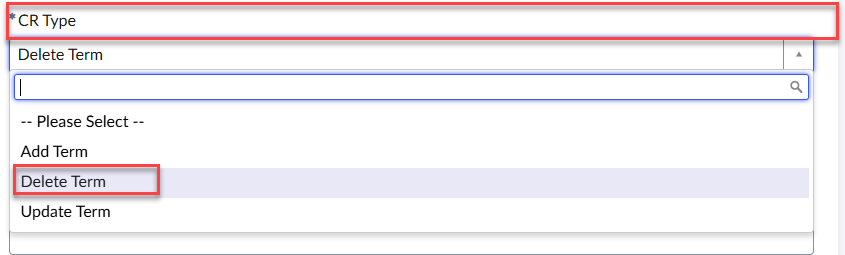 * CR Type
Delete Term
-- Please Select --
Add Term
Delete Term
Update Term